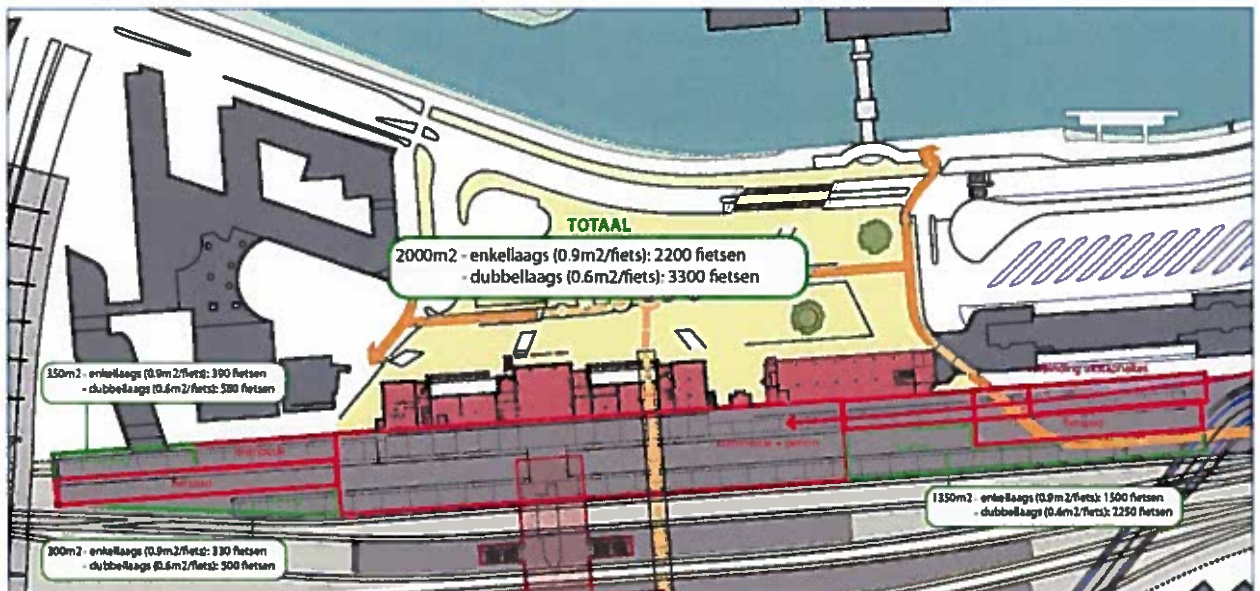 TOTAAL
2000m2 - enkellaags (0.9m2/fiets): 2200 fietsen
- dubbellaags (0.6m2/fiets): 3300 fietsen
350m2 - enkellaags (0.9m2/fiets): 390 fietsen
- dubbellaags (0.6m2/fiets): 580 fietsen
fietspad
fietspad
1350m2 - enkellaags (0.9m2/fiets): 1500 fietsen
- dubbellaags (0.6m2/fiets): 2250 fietsen
300m2 - enkellaags (0.9m2/fiets): 330 fietsen
- dubbellaags (0.6m2/fiets): 500 fietsen